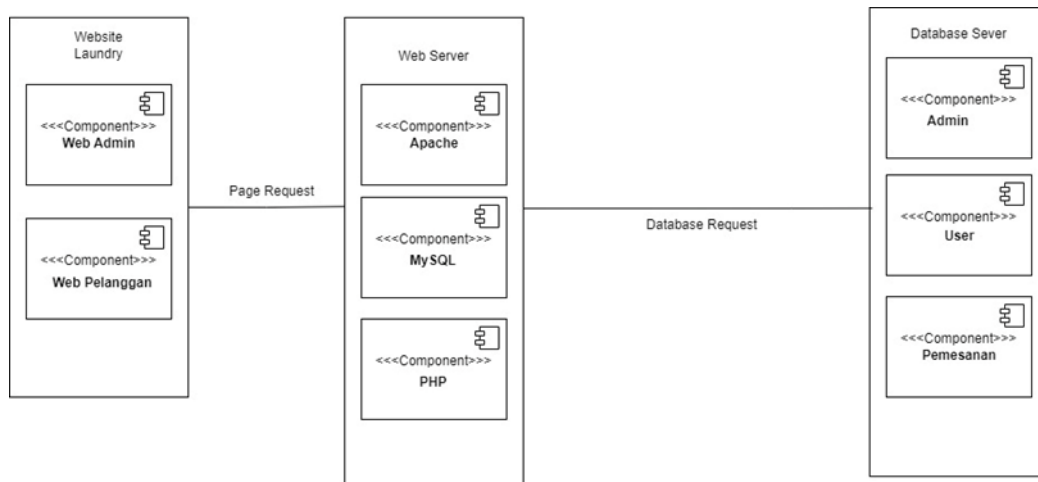 Website
Laundry
<<<Component>>>
Web Admin
<<<Component>>>
Web Pelanggan
Page Request
Web Server
<<<Component>>>
Apache
<<<Component>>>
MySQL
<<<Component>>>
PHP
Database Request
Database Sever
<<<Component>>>
Admin
<<<Component>>>
User
<<<Component>>>
Pemesanan